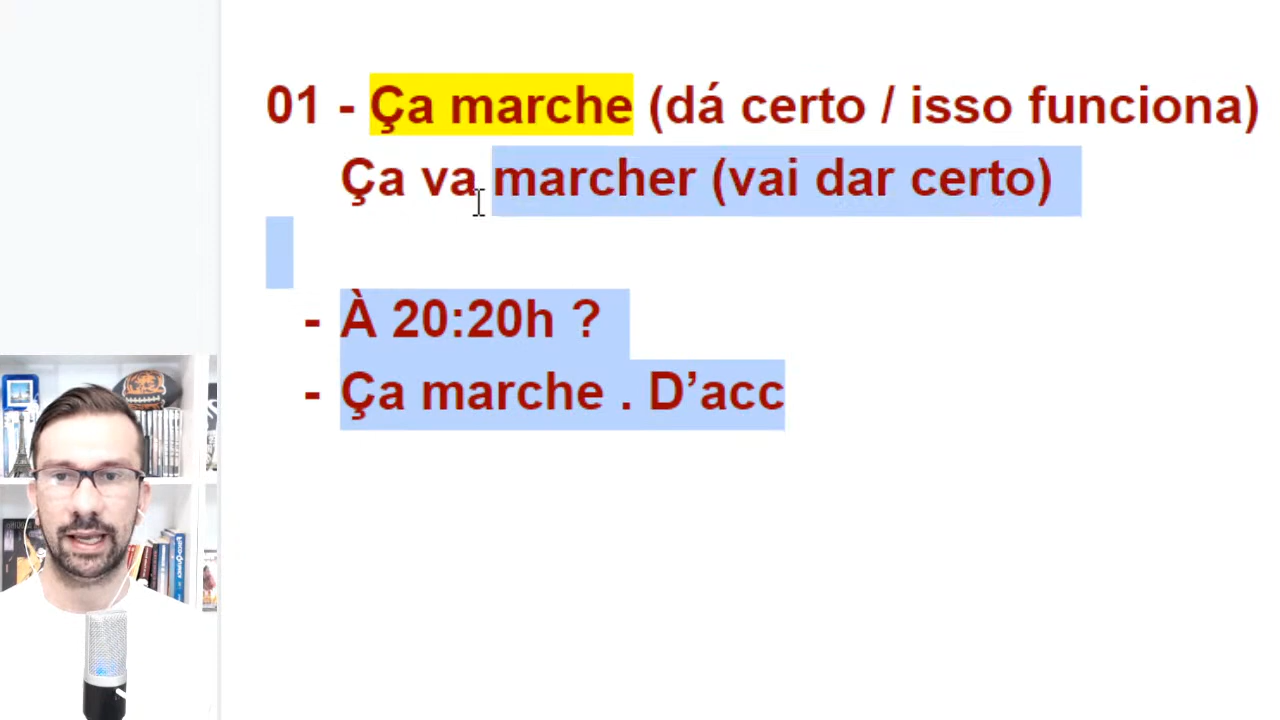 01 - Ça marche (dá certo / isso funciona)
Ça va marcher (vai dar certo)
- À 20:20h ?
- Ça marche . D’acc